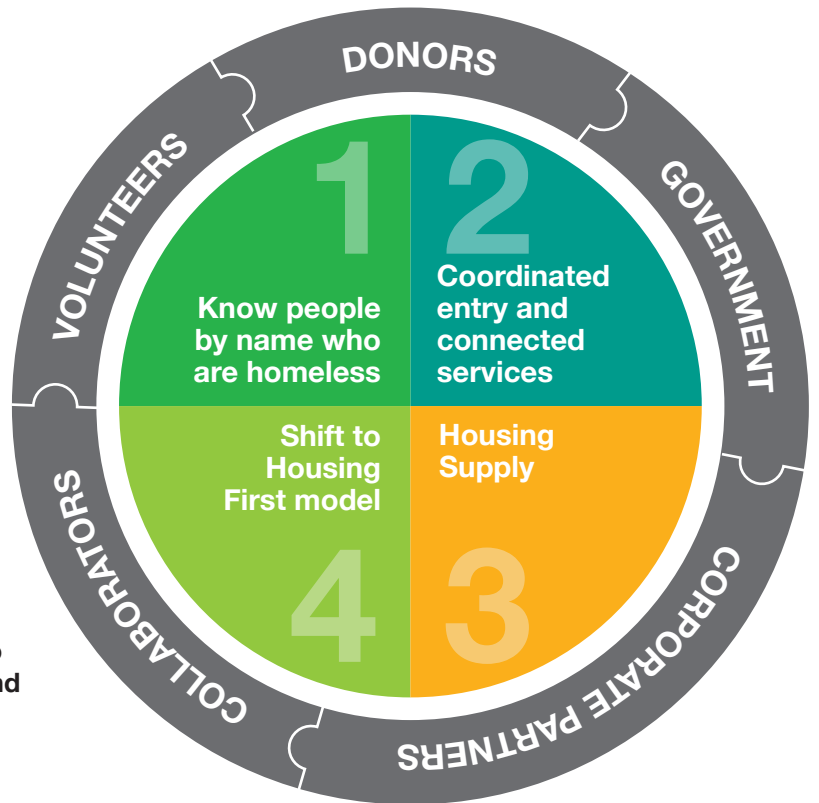 DONORS
GOVERNMENT
CORPORATE PARTNERS
COLLABORATORS
VOLUNTEERS
1
Know people
by name who
are homeless
2
Coordinated
entry and
connected
services
3
Housing
Supply
4
Shift to
Housing
First model